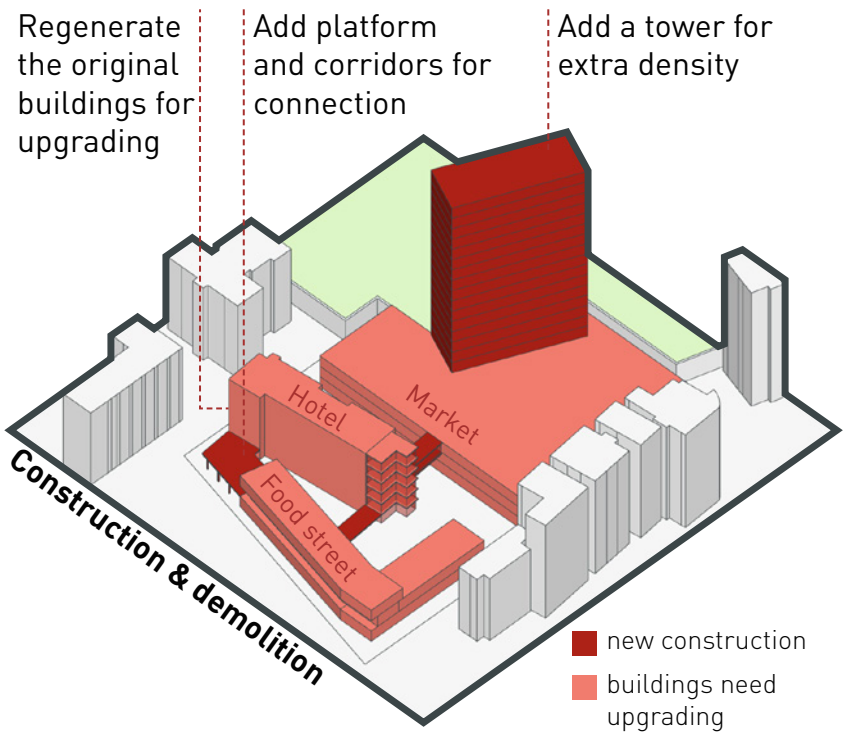 Regenerate
the original
buildings for
upgrading
Add platform
and corridors for
connection
Add a tower for
extra density
Hotel
Market
Food street
Construction & demolition
new construction
buildings need
upgrading